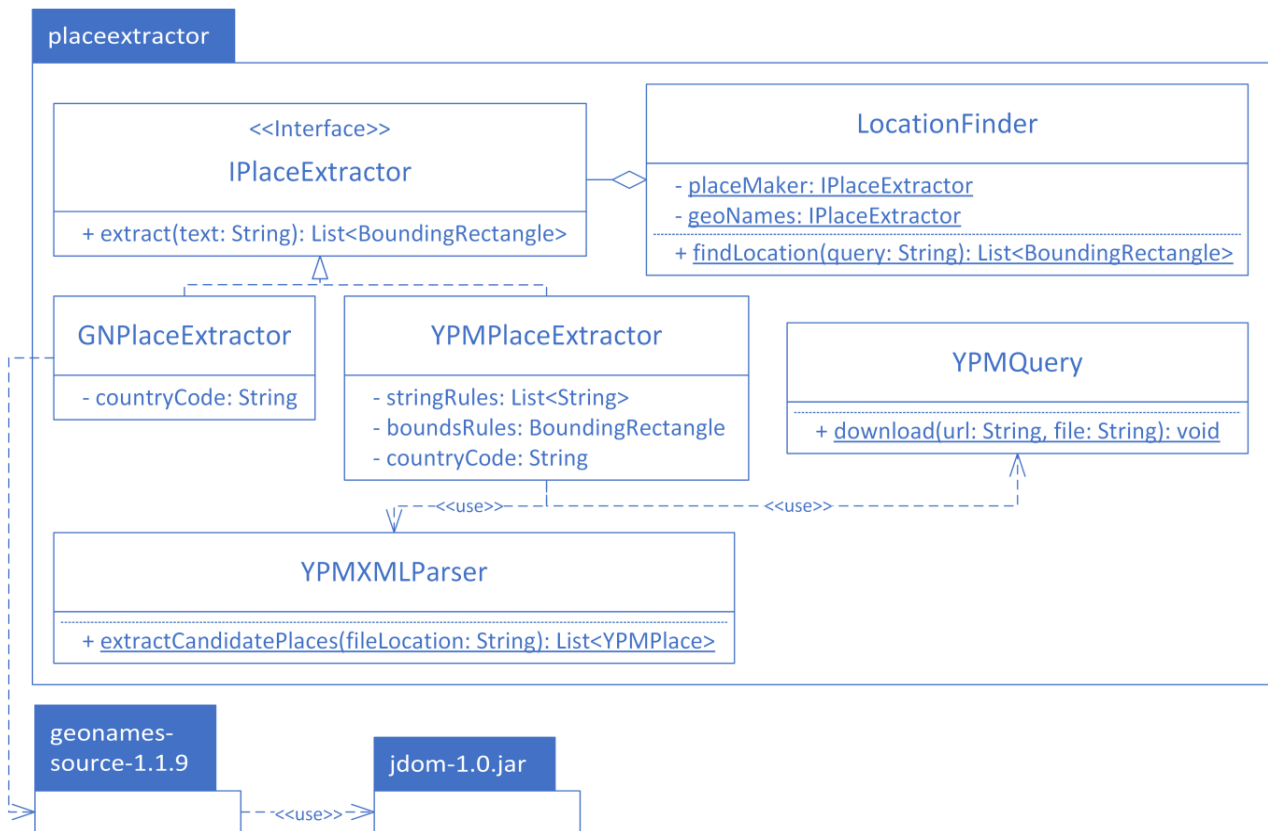 placeextractor
<<Interface>>
IPlaceExtractor
+ extract(text: String): List<BoundingRectangle>
LocationFinder
- placeMaker: IPlaceExtractor
- geoNames: IPlaceExtractor
+ findLocation(query: String): List<BoundingRectangle>
GNPlaceExtractor
- countryCode: String
YPMPlaceExtractor
- stringRules: List<String>
- boundsRules: BoundingRectangle
- countryCode: String
YPMQuery
+ download(url: String, file: String): void
<<use>>
<<use>>
YPMXMLParser
+ extractCandidatePlaces(fileLocation: String): List<YPMPlace>
geonames-
source-1.1.9
<<use>>
jdom-1.0.jar